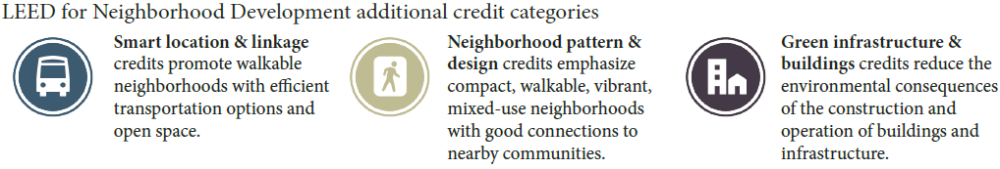 LEED for Neighborhood Development additional credit categories
Smart location & linkage
credits promote walkable
neighborhoods with efficient
transportation options and
open space.
Neighborhood pattern &
design credits emphasize
compact, walkable, vibrant,
mixed-use neighborhoods
with good connections to
nearby communities.
Green infrastructure &
buildings credits reduce the
environmental consequences
of the construction and
operation of buildings and
infrastructure.